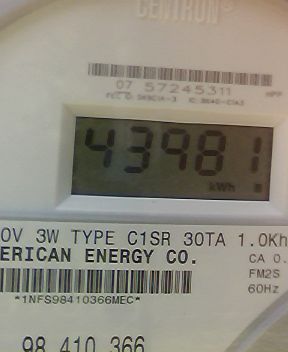 CENTRON®
07 57245311
43981
kWh
0V 3W TYPE C1SR 30TA 1.0Kh
ERICAN ENERGY CO.
CA 0.
FM2S
*1NFS98410366MEC*
60Hz
98 410 366